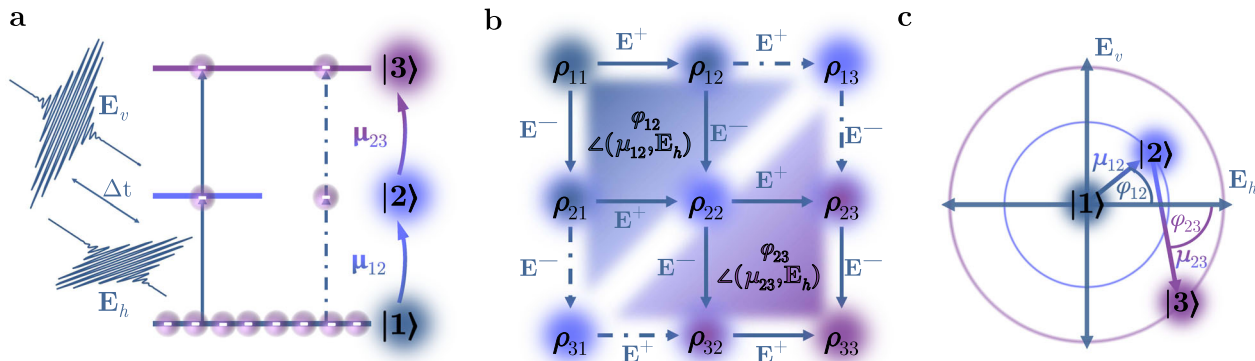 a
E_v
Δt
E_h
|3⟩
μ_23
|2⟩
μ_12
|1⟩
b
ρ_11 E^+ ρ_12 E^+ ρ_13
E^− φ_12 E^− E^−
∠(μ_12,E_h)
ρ_21 E^+ ρ_22 E^+ ρ_23
E^− E^− φ_23 E^−
∠(μ_23,E_h)
ρ_31 E^+ ρ_32 E^+ ρ_33
c
E_v
|2⟩
μ_12
E_h
|1⟩ φ_12
φ_23
μ_23
|3⟩